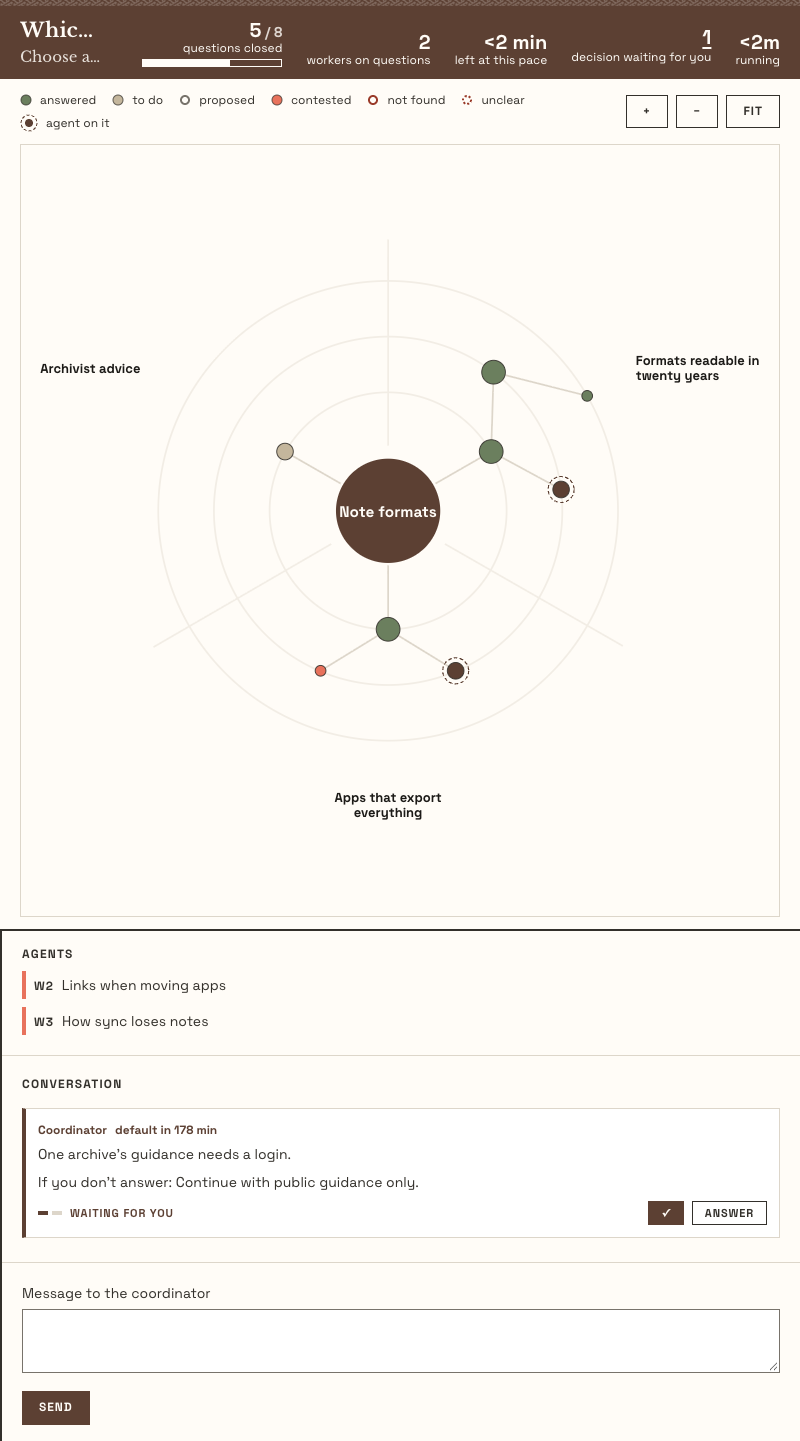 Whic…
Choose a…
5 / 8
questions closed
2
workers on questions
<2 min
left at this pace
1
decision waiting for you
<2m
running
answered
to do
proposed
contested
not found
unclear
agent on it
+
−
FIT
Archivist advice
Formats readable in
twenty years
Note formats
Apps that export
everything
AGENTS
W2 Links when moving apps
W3 How sync loses notes
CONVERSATION
Coordinator default in 178 min
One archive’s guidance needs a login.
If you don’t answer: Continue with public guidance only.
WAITING FOR YOU
✓
ANSWER
Message to the coordinator
SEND